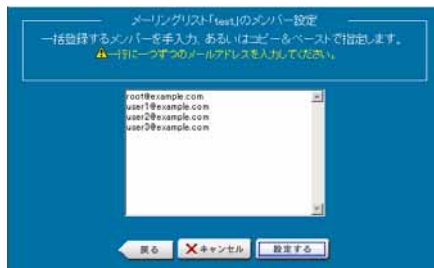 メーリングリスト「test」のメンバー設定
一括登録するメンバーを手入力、あるいはコピー&ペーストで指定します。
一行に一つずつのメールアドレスを入力してください。
root@example.com
user1@example.com
user2@example.com
user3@example.com
戻る
キャンセル
設定する